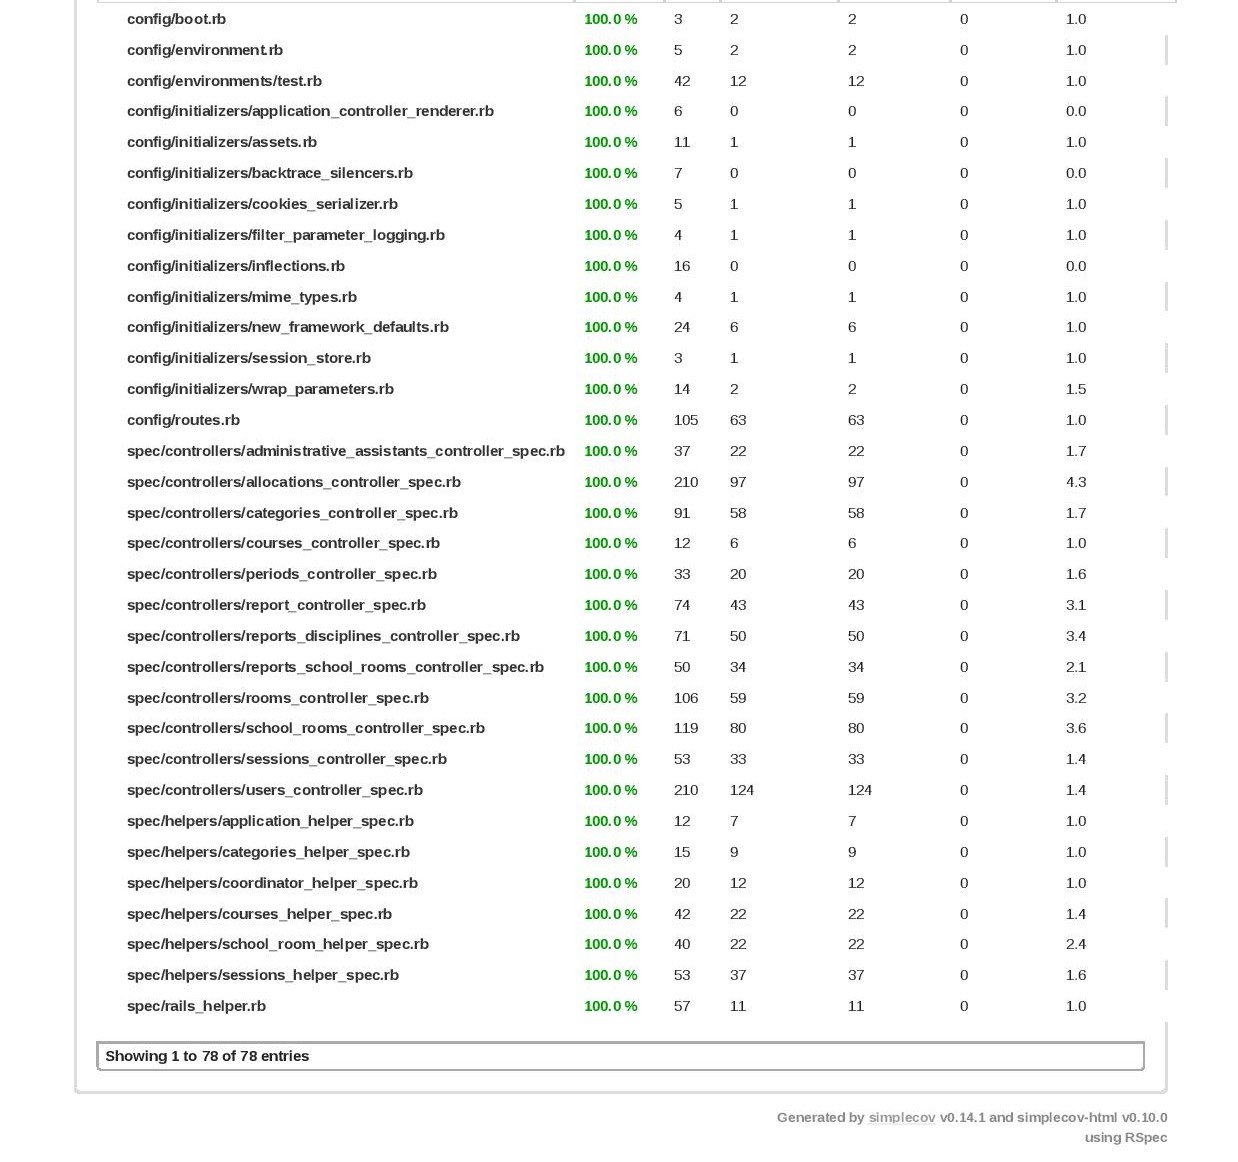 config/boot.rb 100.0 % 3 2 2 0 1.0
config/environment.rb 100.0 % 5 2 2 0 1.0
config/environments/test.rb 100.0 % 42 12 12 0 1.0
config/initializers/application_controller_renderer.rb 100.0 % 6 0 0 0 0.0
config/initializers/assets.rb 100.0 % 11 1 1 0 1.0
config/initializers/backtrace_silencers.rb 100.0 % 7 0 0 0 0.0
config/initializers/cookies_serializer.rb 100.0 % 5 1 1 0 1.0
config/initializers/filter_parameter_logging.rb 100.0 % 4 1 1 0 1.0
config/initializers/inflections.rb 100.0 % 16 0 0 0 0.0
config/initializers/mime_types.rb 100.0 % 4 1 1 0 1.0
config/initializers/new_framework_defaults.rb 100.0 % 24 6 6 0 1.0
config/initializers/session_store.rb 100.0 % 3 1 1 0 1.0
config/initializers/wrap_parameters.rb 100.0 % 14 2 2 0 1.5
config/routes.rb 100.0 % 105 63 63 0 1.0
spec/controllers/administrative_assistants_controller_spec.rb 100.0 % 37 22 22 0 1.7
spec/controllers/allocations_controller_spec.rb 100.0 % 210 97 97 0 4.3
spec/controllers/categories_controller_spec.rb 100.0 % 91 58 58 0 1.7
spec/controllers/courses_controller_spec.rb 100.0 % 12 6 6 0 1.0
spec/controllers/periods_controller_spec.rb 100.0 % 33 20 20 0 1.6
spec/controllers/report_controller_spec.rb 100.0 % 74 43 43 0 3.1
spec/controllers/reports_disciplines_controller_spec.rb 100.0 % 71 50 50 0 3.4
spec/controllers/reports_school_rooms_controller_spec.rb 100.0 % 50 34 34 0 2.1
spec/controllers/rooms_controller_spec.rb 100.0 % 106 59 59 0 3.2
spec/controllers/school_rooms_controller_spec.rb 100.0 % 119 80 80 0 3.6
spec/controllers/sessions_controller_spec.rb 100.0 % 53 33 33 0 1.4
spec/controllers/users_controller_spec.rb 100.0 % 210 124 124 0 1.4
spec/helpers/application_helper_spec.rb 100.0 % 12 7 7 0 1.0
spec/helpers/categories_helper_spec.rb 100.0 % 15 9 9 0 1.0
spec/helpers/coordinator_helper_spec.rb 100.0 % 20 12 12 0 1.0
spec/helpers/courses_helper_spec.rb 100.0 % 42 22 22 0 1.4
spec/helpers/school_room_helper_spec.rb 100.0 % 40 22 22 0 2.4
spec/helpers/sessions_helper_spec.rb 100.0 % 53 37 37 0 1.6
spec/rails_helper.rb 100.0 % 57 11 11 0 1.0
Showing 1 to 78 of 78 entries
Generated by simplecov v0.14.1 and simplecov-html v0.10.0
using RSpec